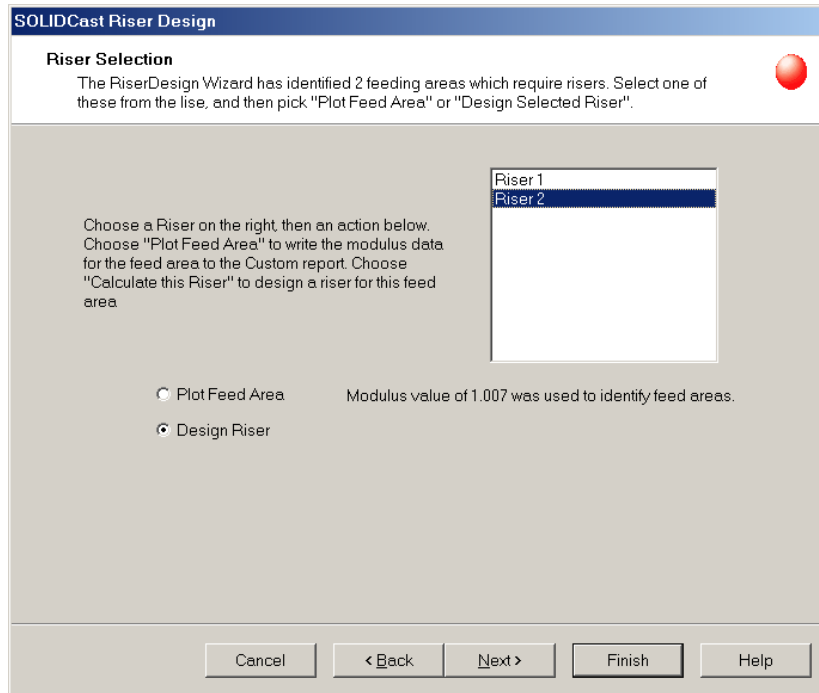 SOLIDCast Riser Design
Riser Selection
The RiserDesign Wizard has identified 2 feeding areas which require risers. Select one of
these from the lise, and then pick "Plot Feed Area" or "Design Selected Riser".
Riser 1
Riser 2
Choose a Riser on the right, then an action below.
Choose "Plot Feed Area" to write the modulus data
for the feed area to the Custom report. Choose
"Calculate this Riser" to design a riser for this feed
area
Plot Feed Area
Modulus value of 1.007 was used to identify feed areas.
Design Riser
Cancel
< Back
Next >
Finish
Help